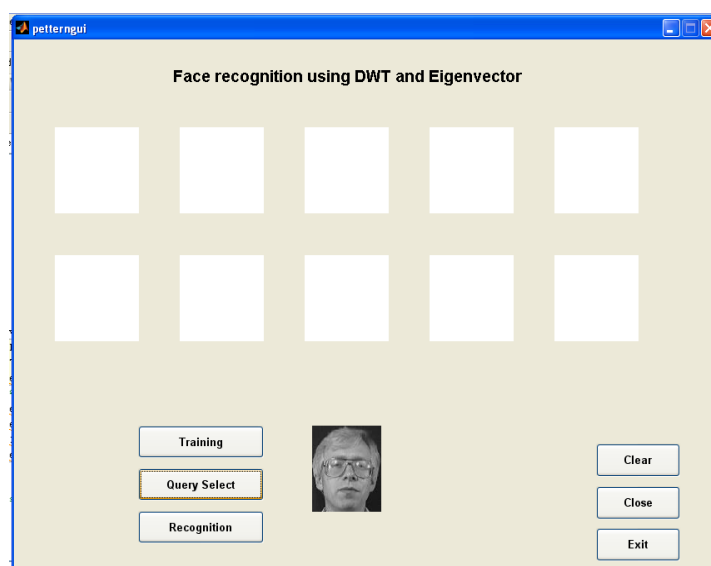 petterngui
Face recognition using DWT and Eigenvector
Training
Query Select
Recognition
Clear
Close
Exit